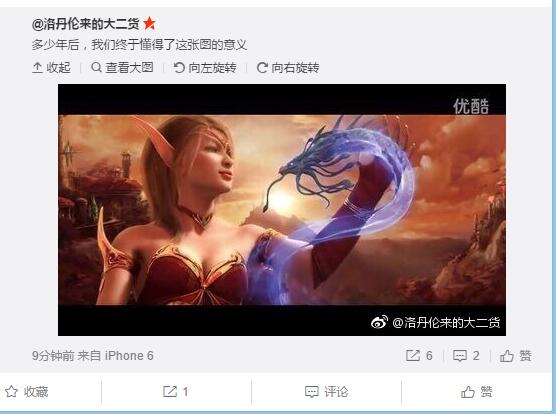 @洛丹伦来的大二货
多少年后，我们终于懂得了这张图的意义
收起 查看大图 向左旋转 向右旋转
优酷
@洛丹伦来的大二货
9分钟前 来自 iPhone 6 6 2 赞
收藏 1 评论 赞